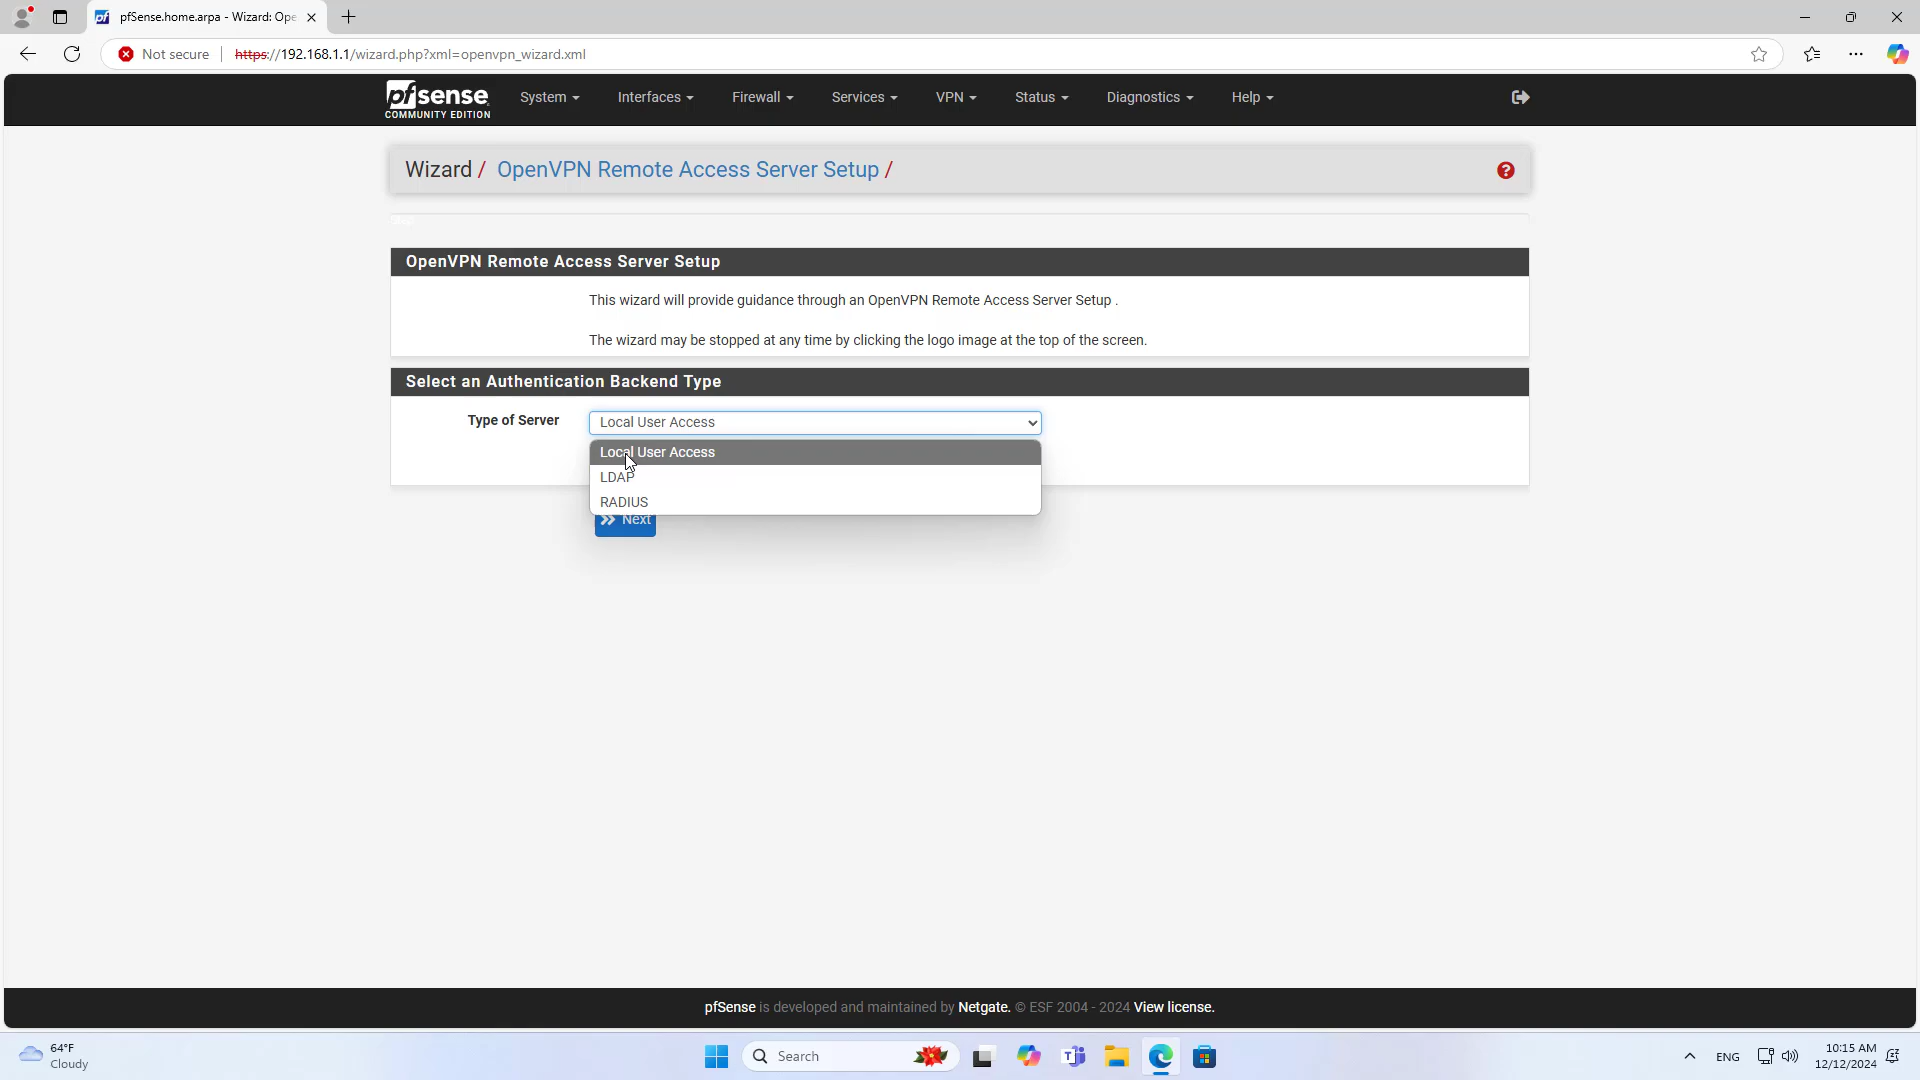 pfSense.home.arpa - Wizard: Ope
Not secure
https://192.168.1.1/wizard.php?xml=openvpn_wizard.xml
pfsense
COMMUNITY EDITION
System
Interfaces
Firewall
Services
VPN
Status
Diagnostics
Help
Wizard / OpenVPN Remote Access Server Setup /
OpenVPN Remote Access Server Setup
This wizard will provide guidance through an OpenVPN Remote Access Server Setup .
The wizard may be stopped at any time by clicking the logo image at the top of the screen.
Select an Authentication Backend Type
Type of Server
Local User Access
Local User Access
LDAP
RADIUS
Next
pfSense is developed and maintained by Netgate. © ESF 2004 - 2024 View license.
64°F
Cloudy
Search
ENG
10:15 AM
12/12/2024